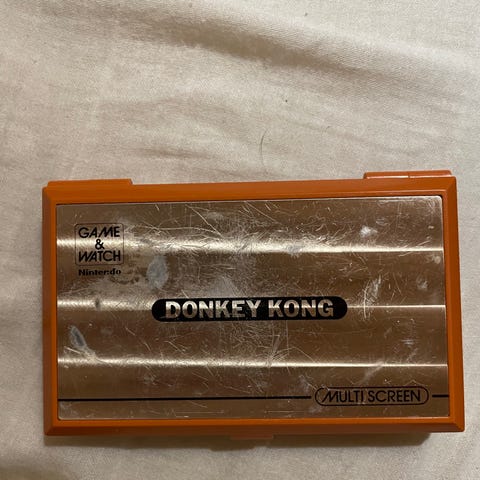 GAME
&
WATCH
Nintendo
DONKEY KONG
MULTI SCREEN